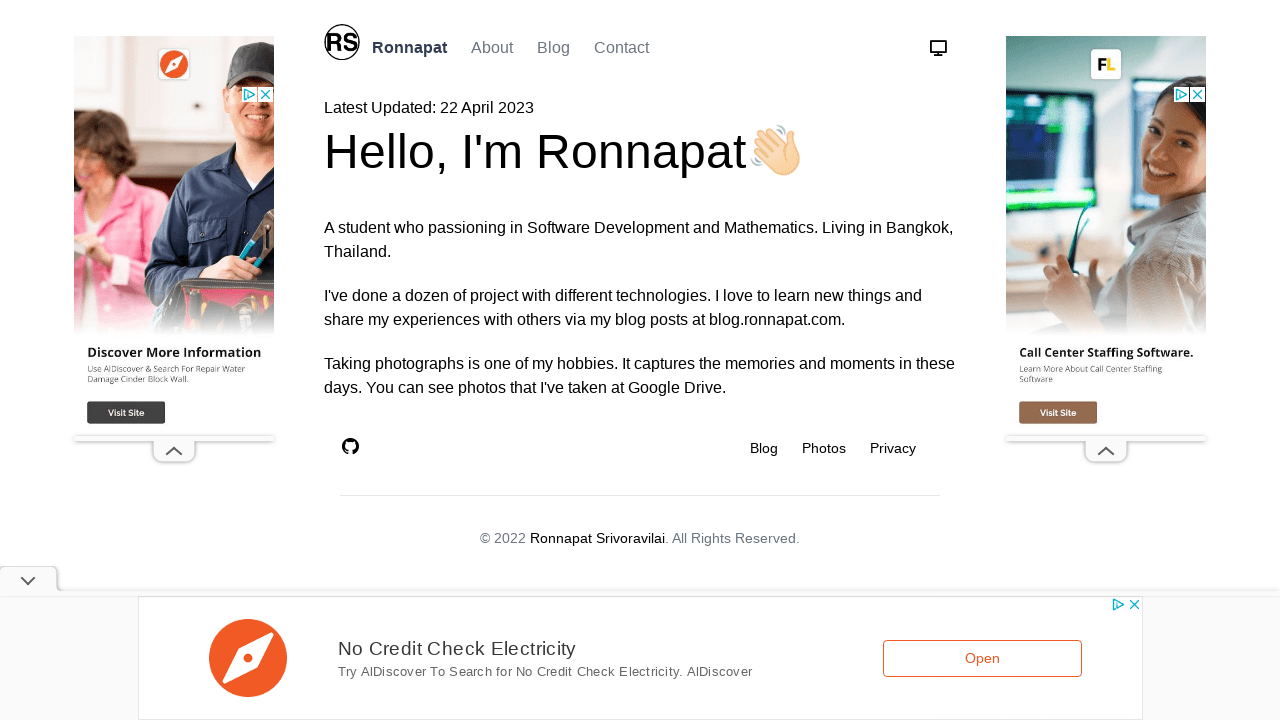 RS Ronnapat About Blog Contact
Latest Updated: 22 April 2023
Hello, I'm Ronnapat👋🏻
A student who passioning in Software Development and Mathematics. Living in Bangkok,
Thailand.
I've done a dozen of project with different technologies. I love to learn new things and
share my experiences with others via my blog posts at blog.ronnapat.com.
Taking photographs is one of my hobbies. It captures the memories and moments in these
days. You can see photos that I've taken at Google Drive.
Blog Photos Privacy
© 2022 Ronnapat Srivoravilai. All Rights Reserved.
Discover More Information
Use AIDiscover & Search For Repair Water
Damage Cinder Block Wall.
Visit Site
FL
Call Center Staffing Software.
Learn More About Call Center Staffing
Software
Visit Site
No Credit Check Electricity
Try AIDiscover To Search for No Credit Check Electricity. AIDiscover
Open